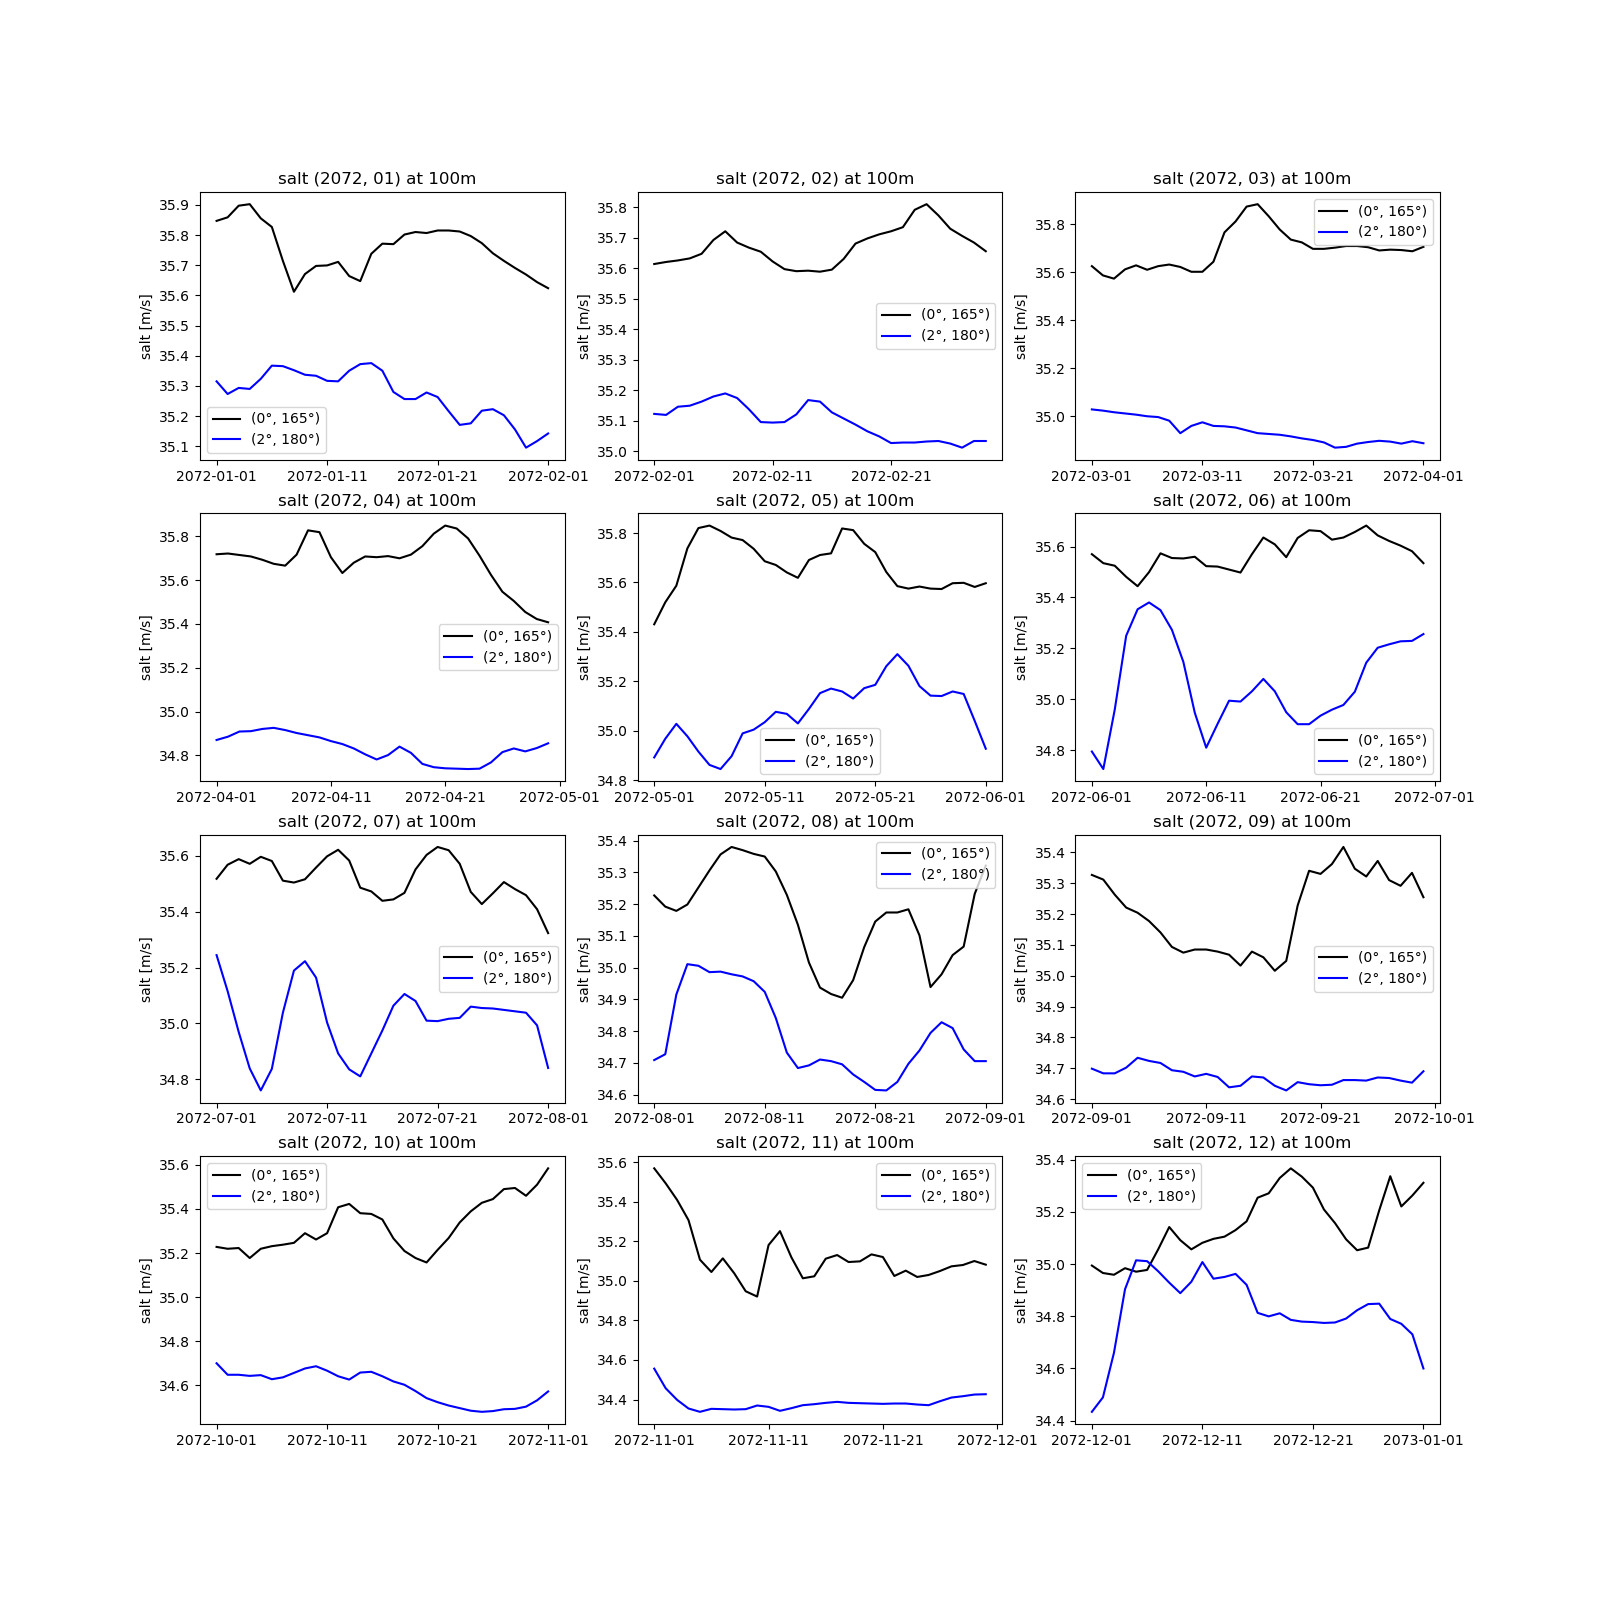 salt (2072, 01) at 100m
salt [m/s]
35.9
35.8
35.7
35.6
35.5
35.4
35.3
35.2
35.1
(0°, 165°)
(2°, 180°)
2072-01-01 2072-01-11 2072-01-21 2072-02-01
salt (2072, 02) at 100m
salt [m/s]
35.8
35.7
35.6
35.5
35.4
35.3
35.2
35.1
35.0
(0°, 165°)
(2°, 180°)
2072-02-01 2072-02-11 2072-02-21
salt (2072, 03) at 100m
salt [m/s]
35.8
35.6
35.4
35.2
35.0
(0°, 165°)
(2°, 180°)
2072-03-01 2072-03-11 2072-03-21 2072-04-01
salt (2072, 04) at 100m
salt [m/s]
35.8
35.6
35.4
35.2
35.0
34.8
(0°, 165°)
(2°, 180°)
2072-04-01 2072-04-11 2072-04-21 2072-05-01
salt (2072, 05) at 100m
salt [m/s]
35.8
35.6
35.4
35.2
35.0
34.8
(0°, 165°)
(2°, 180°)
2072-05-01 2072-05-11 2072-05-21 2072-06-01
salt (2072, 06) at 100m
salt [m/s]
35.6
35.4
35.2
35.0
34.8
(0°, 165°)
(2°, 180°)
2072-06-01 2072-06-11 2072-06-21 2072-07-01
salt (2072, 07) at 100m
salt [m/s]
35.6
35.4
35.2
35.0
34.8
(0°, 165°)
(2°, 180°)
2072-07-01 2072-07-11 2072-07-21 2072-08-01
salt (2072, 08) at 100m
salt [m/s]
35.4
35.3
35.2
35.1
35.0
34.9
34.8
34.7
34.6
(0°, 165°)
(2°, 180°)
2072-08-01 2072-08-11 2072-08-21 2072-09-01
salt (2072, 09) at 100m
salt [m/s]
35.4
35.3
35.2
35.1
35.0
34.9
34.8
34.7
34.6
(0°, 165°)
(2°, 180°)
2072-09-01 2072-09-11 2072-09-21 2072-10-01
salt (2072, 10) at 100m
salt [m/s]
35.6
35.4
35.2
35.0
34.8
34.6
(0°, 165°)
(2°, 180°)
2072-10-01 2072-10-11 2072-10-21 2072-11-01
salt (2072, 11) at 100m
salt [m/s]
35.6
35.4
35.2
35.0
34.8
34.6
34.4
(0°, 165°)
(2°, 180°)
2072-11-01 2072-11-11 2072-11-21 2072-12-01
salt (2072, 12) at 100m
salt [m/s]
35.4
35.2
35.0
34.8
34.6
34.4
(0°, 165°)
(2°, 180°)
2072-12-01 2072-12-11 2072-12-21 2073-01-01